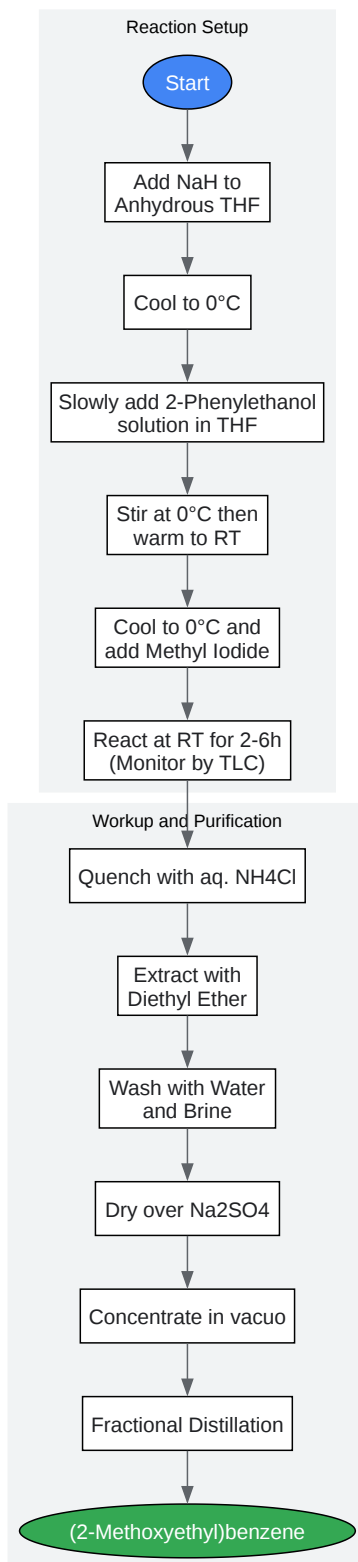 Reaction Setup
Start
Add NaH to
Anhydrous THF
Cool to 0°C
Slowly add 2-Phenylethanol
solution in THF
Stir at 0°C then
warm to RT
Cool to 0°C and
add Methyl Iodide
React at RT for 2-6h
(Monitor by TLC)
Workup and Purification
Quench with aq. NH4Cl
Extract with
Diethyl Ether
Wash with Water
and Brine
Dry over Na2SO4
Concentrate in vacuo
Fractional Distillation
(2-Methoxyethyl)benzene